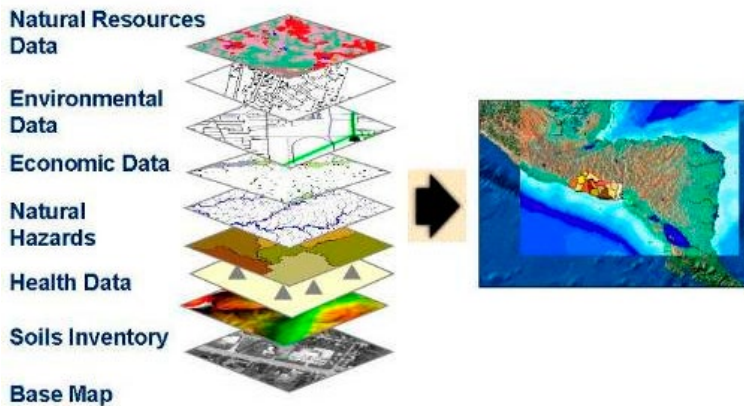 Natural Resources
Data
Environmental
Data
Economic Data
Natural
Hazards
Health Data
Soils Inventory
Base Map